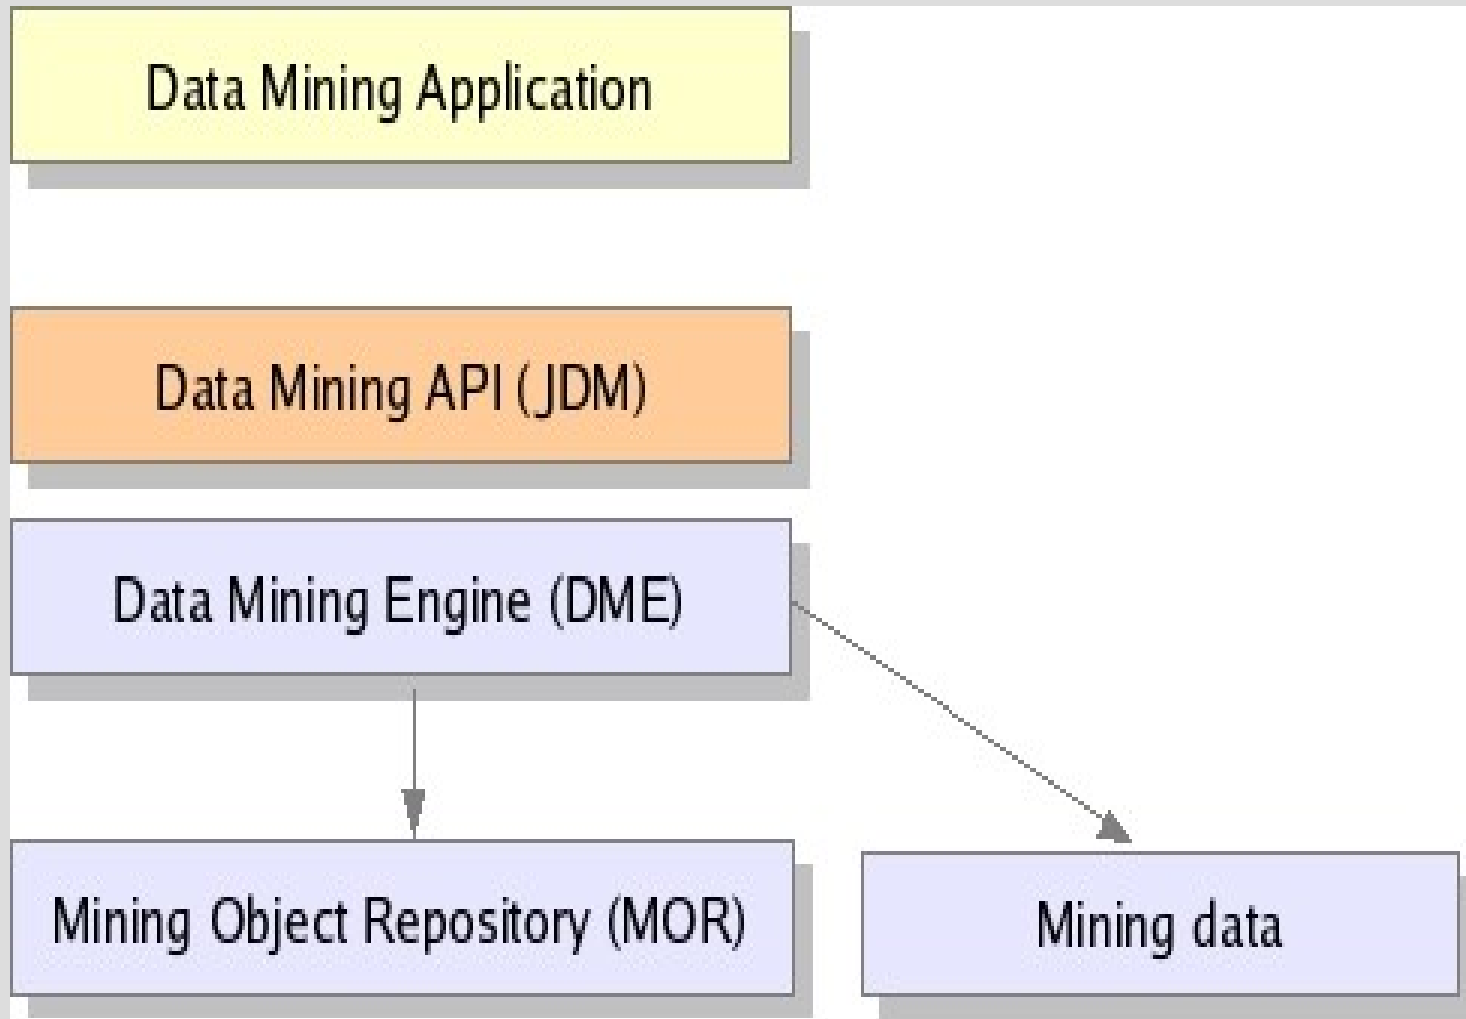 Data Mining Application
Data Mining API (JDM)
Data Mining Engine (DME)
Mining Object Repository (MOR)
Mining data